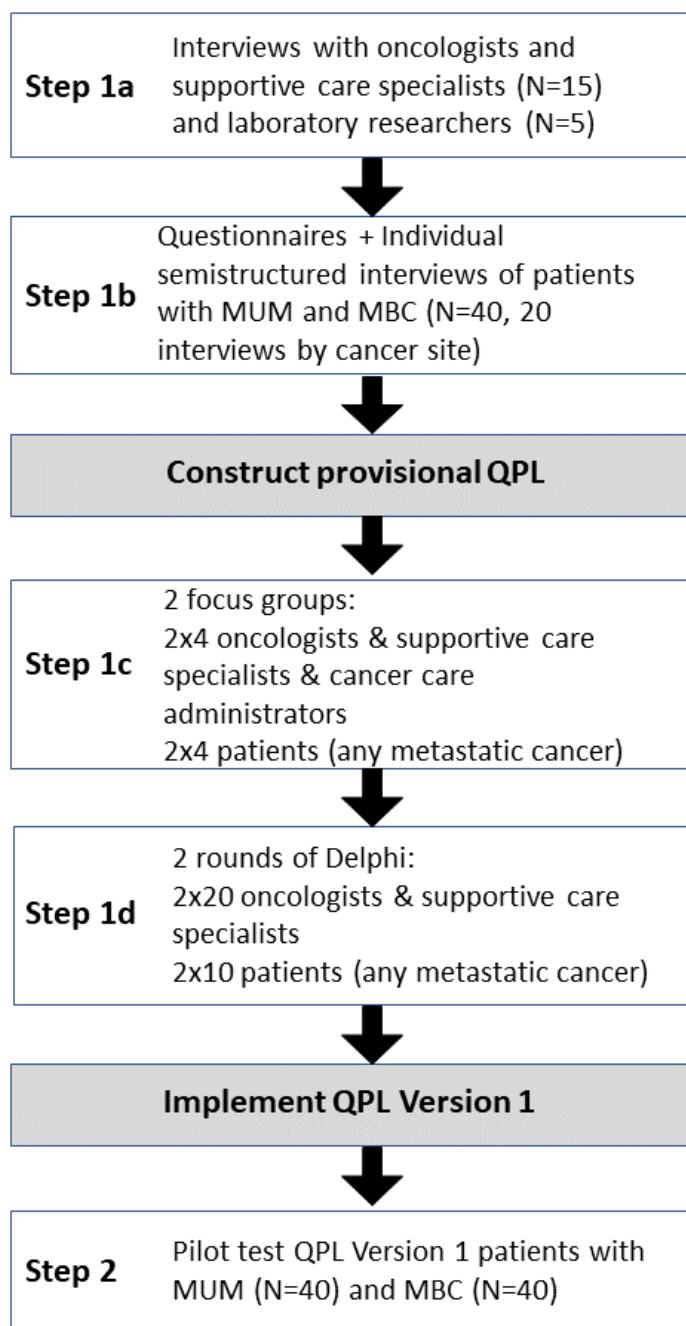 Step 1a
Interviews with oncologists and
supportive care specialists (N=15)
and laboratory researchers (N=5)
Step 1b
Questionnaires + Individual
semistructured interviews of patients
with MUM and MBC (N=40, 20
interviews by cancer site)
Construct provisional QPL
Step 1c
2 focus groups:
2x4 oncologists & supportive care
specialists & cancer care
administrators
2x4 patients (any metastatic cancer)
Step 1d
2 rounds of Delphi:
2x20 oncologists & supportive care
specialists
2x10 patients (any metastatic cancer)
Implement QPL Version 1
Step 2
Pilot test QPL Version 1 patients with
MUM (N=40) and MBC (N=40)